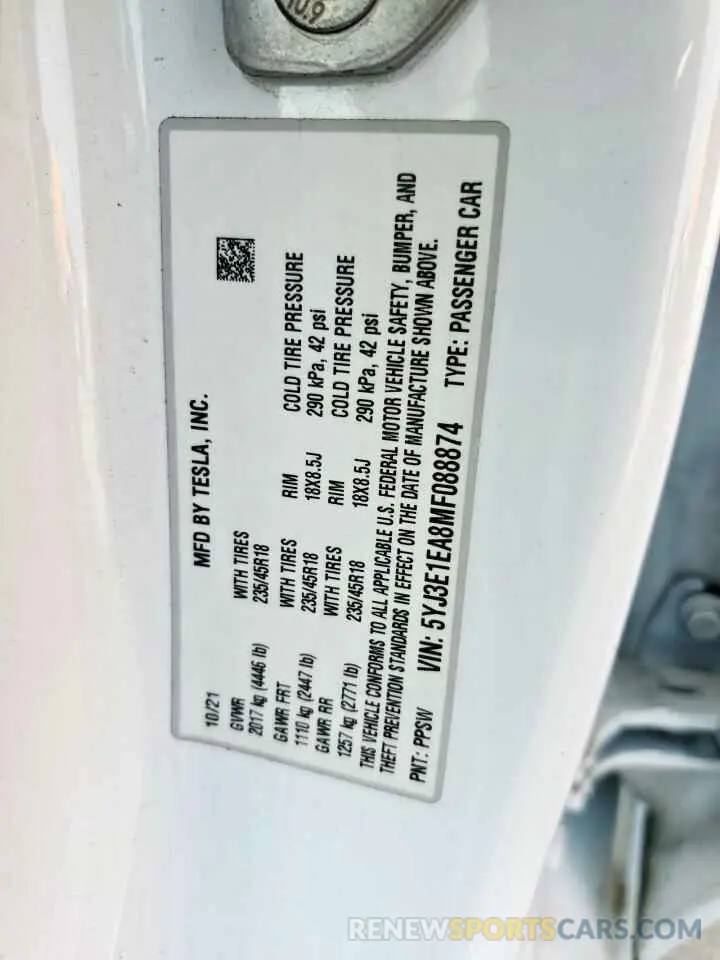 10.9
MFD BY TESLA, INC.
10/21
GVWR WITH TIRES
2017 kg (4446 lb) 235/45R18
GAWR FRT WITH TIRES RIM COLD TIRE PRESSURE
1110 kg (2447 lb) 235/45R18 18X8.5J 290 kPa, 42 psi
GAWR RR WITH TIRES RIM COLD TIRE PRESSURE
1257 kg (2771 lb) 235/45R18 18X8.5J 290 kPa, 42 psi
THIS VEHICLE CONFORMS TO ALL APPLICABLE U.S. FEDERAL MOTOR VEHICLE SAFETY, BUMPER, AND
THEFT PREVENTION STANDARDS IN EFFECT ON THE DATE OF MANUFACTURE SHOWN ABOVE.
PNT: PPSW VIN: 5YJ3E1EA8MF088874 TYPE: PASSENGER CAR
RENEWSPORTSCARS.COM